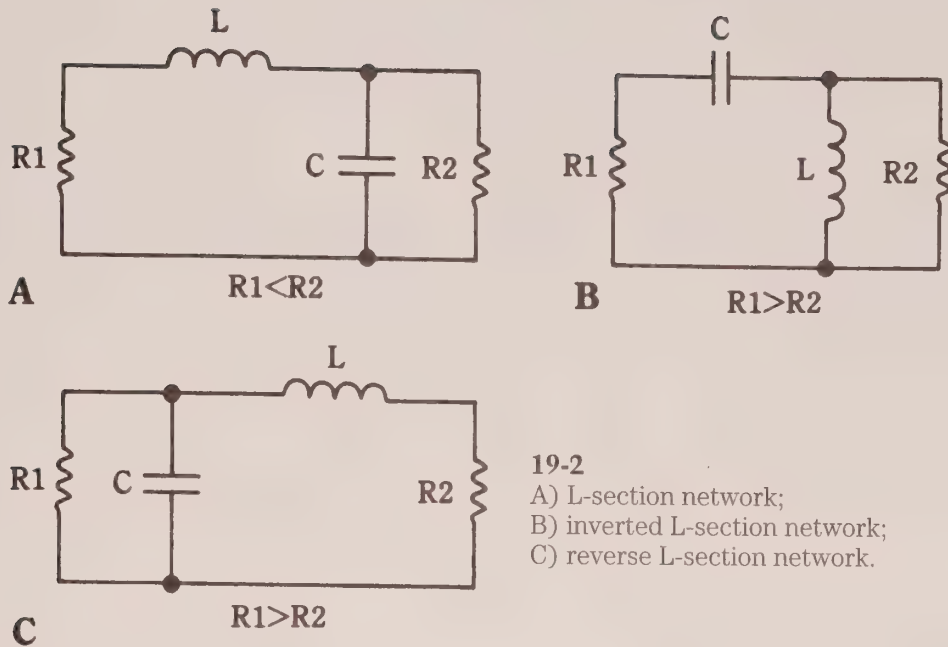 L
R1
C
R2
A
R1<R2
C
R1
L
R2
B
R1>R2
L
R1
C
R2
C
R1>R2
19-2
A) L-section network;
B) inverted L-section network;
C) reverse L-section network.